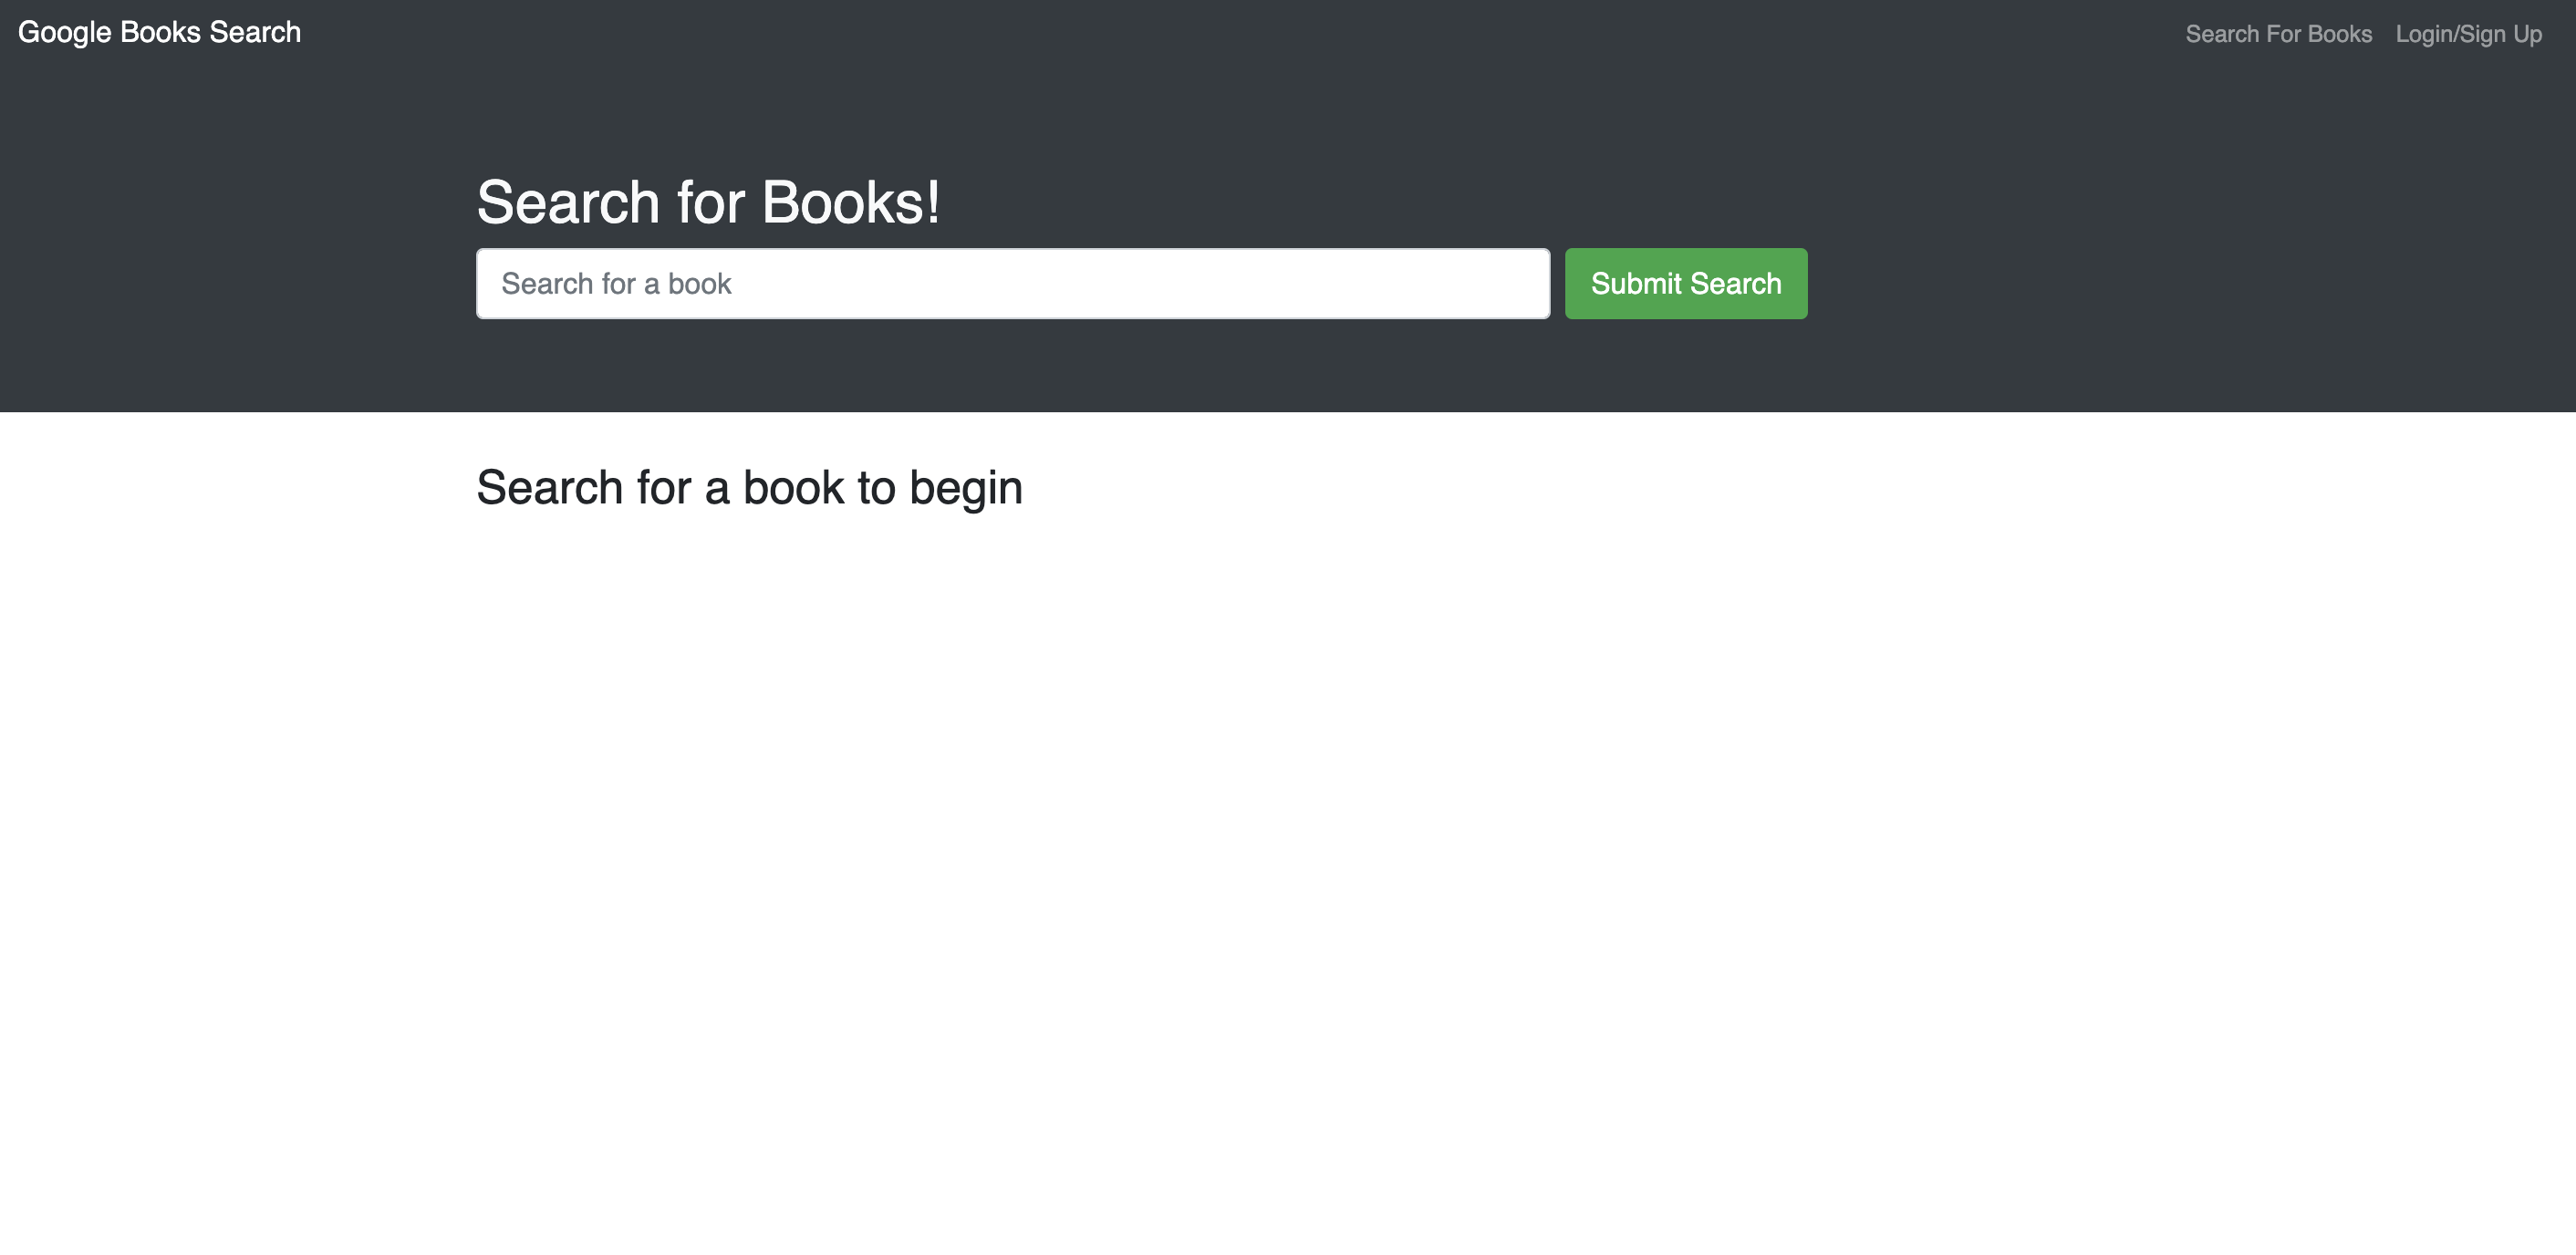 Google Books Search
Search For Books
Login/Sign Up
Search for Books!
Search for a book
Submit Search
Search for a book to begin